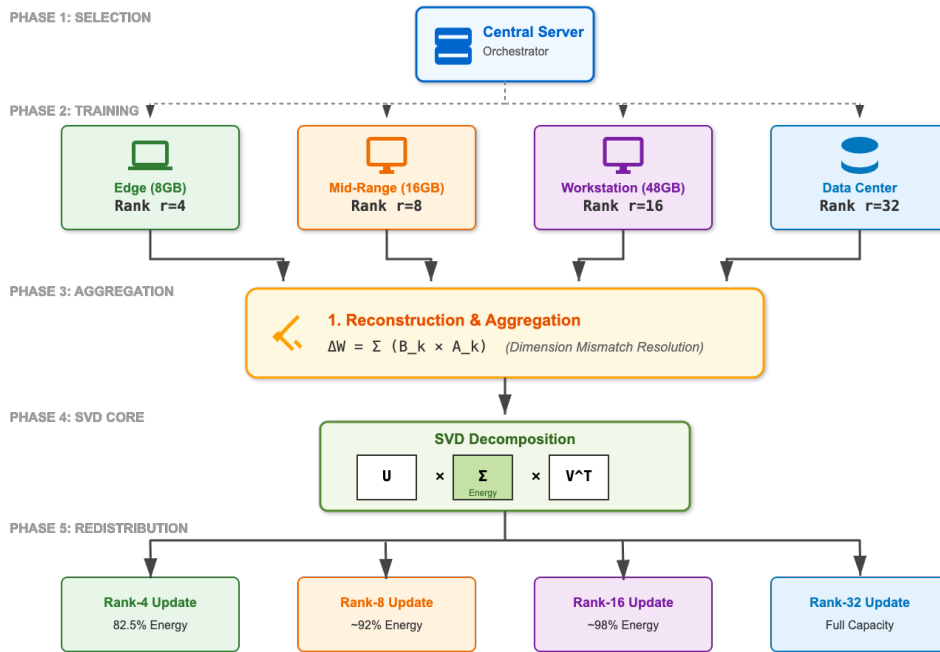 PHASE 1: SELECTION
Central Server
Orchestrator
PHASE 2: TRAINING
Edge (8GB)
Rank r=4
Mid-Range (16GB)
Rank r=8
Workstation (48GB)
Rank r=16
Data Center
Rank r=32
PHASE 3: AGGREGATION
1. Reconstruction & Aggregation
ΔW = Σ (B_k × A_k) (Dimension Mismatch Resolution)
PHASE 4: SVD CORE
SVD Decomposition
U × Σ × V^T
Energy
PHASE 5: REDISTRIBUTION
Rank-4 Update
82.5% Energy
Rank-8 Update
~92% Energy
Rank-16 Update
~98% Energy
Rank-32 Update
Full Capacity